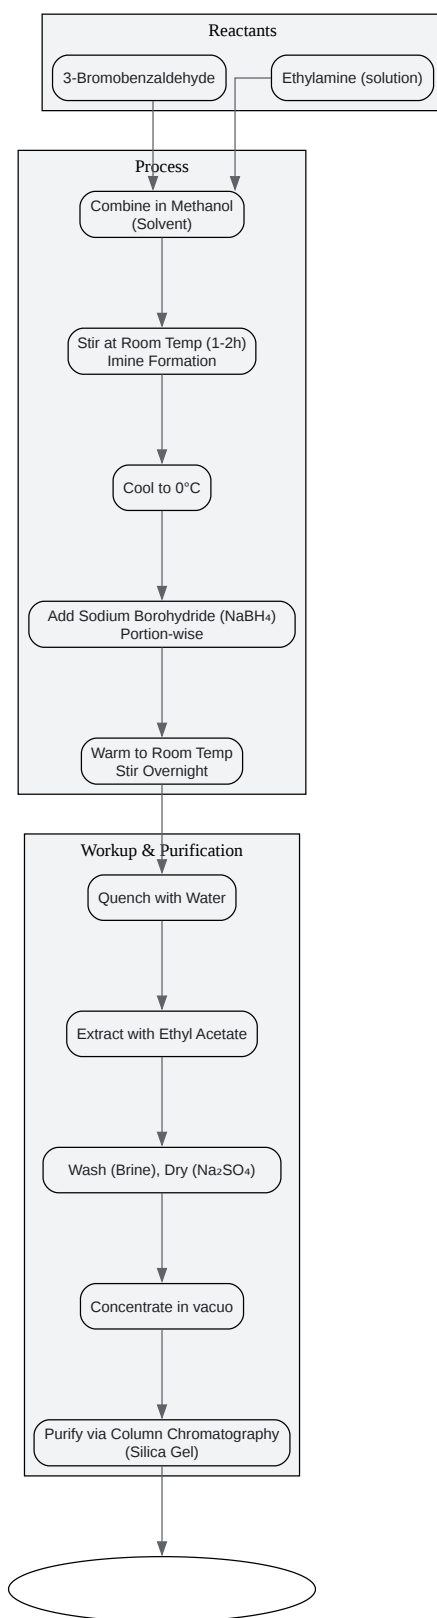 Reactants
3-Bromobenzaldehyde
Ethylamine (solution)
Process
Combine in Methanol
(Solvent)
Stir at Room Temp (1-2h)
Imine Formation
Cool to 0°C
Add Sodium Borohydride (NaBH₄)
Portion-wise
Warm to Room Temp
Stir Overnight
Workup & Purification
Quench with Water
Extract with Ethyl Acetate
Wash (Brine), Dry (Na₂SO₄)
Concentrate in vacuo
Purify via Column Chromatography
(Silica Gel)